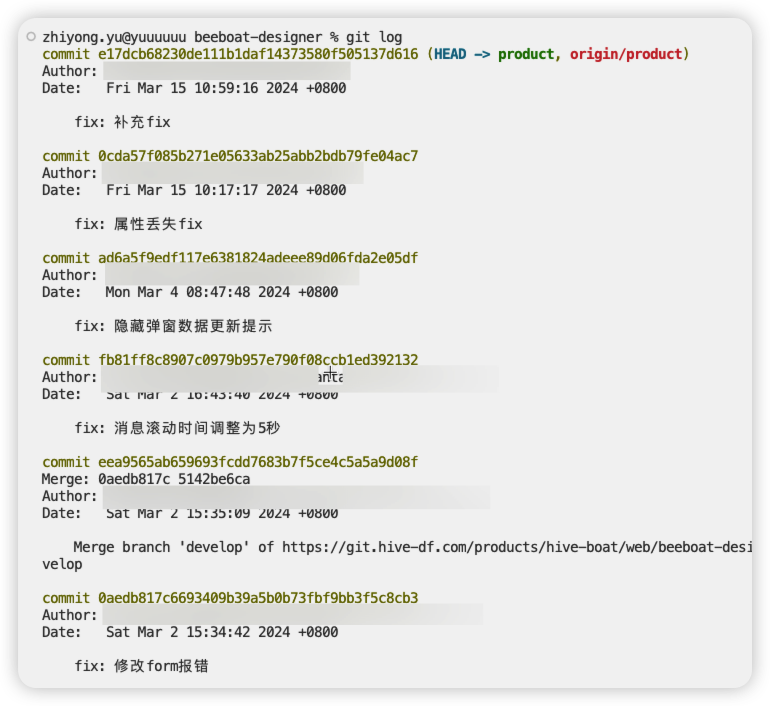 zhiyong.yu@yuuuuuu beeboat-designer % git log
commit e17dcb68230de111b1daf14373580f505137d616 (HEAD -> product, origin/product)
Author:
Date:   Fri Mar 15 10:59:16 2024 +0800
fix: 补充fix
commit 0cda57f085b271e05633ab25abb2bdb79fe04ac7
Author:
Date:   Fri Mar 15 10:17:17 2024 +0800
fix: 属性丢失fix
commit ad6a5f9edf117e6381824adeee89d06fda2e05df
Author:
Date:   Mon Mar 4 08:47:48 2024 +0800
fix: 隐藏弹窗数据更新提示
commit fb81ff8c8907c0979b957e790f08ccb1ed392132
Author:
Date:   Sat Mar 2 16:43:40 2024 +0800
fix: 消息滚动时间调整为5秒
commit eea9565ab659693fcdd7683b7f5ce4c5a5a9d08f
Merge: 0aedb817c 5142be6ca
Author:
Date:   Sat Mar 2 15:35:09 2024 +0800
Merge branch 'develop' of https://git.hive-df.com/products/hive-boat/web/beeboat-desi
velop
commit 0aedb817c6693409b39a5b0b73fbf9bb3f5c8cb3
Author:
Date:   Sat Mar 2 15:34:42 2024 +0800
fix: 修改form报错